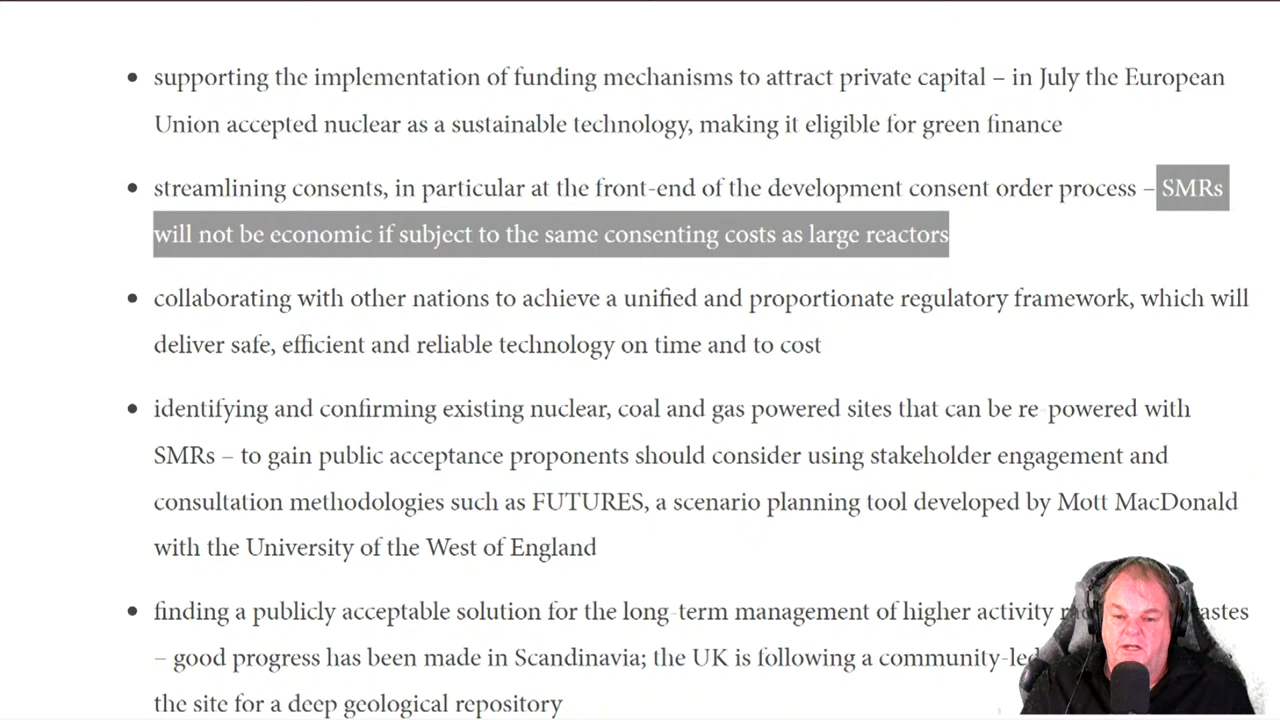 • supporting the implementation of funding mechanisms to attract private capital – in July the European
Union accepted nuclear as a sustainable technology, making it eligible for green finance
• streamlining consents, in particular at the front-end of the development consent order process – SMRs
will not be economic if subject to the same consenting costs as large reactors
• collaborating with other nations to achieve a unified and proportionate regulatory framework, which will
deliver safe, efficient and reliable technology on time and to cost
• identifying and confirming existing nuclear, coal and gas powered sites that can be re-powered with
SMRs – to gain public acceptance proponents should consider using stakeholder engagement and
consultation methodologies such as FUTURES, a scenario planning tool developed by Mott MacDonald
with the University of the West of England
• finding a publicly acceptable solution for the long-term management of higher activity
– good progress has been made in Scandinavia; the UK is following a community-led
the site for a deep geological repository